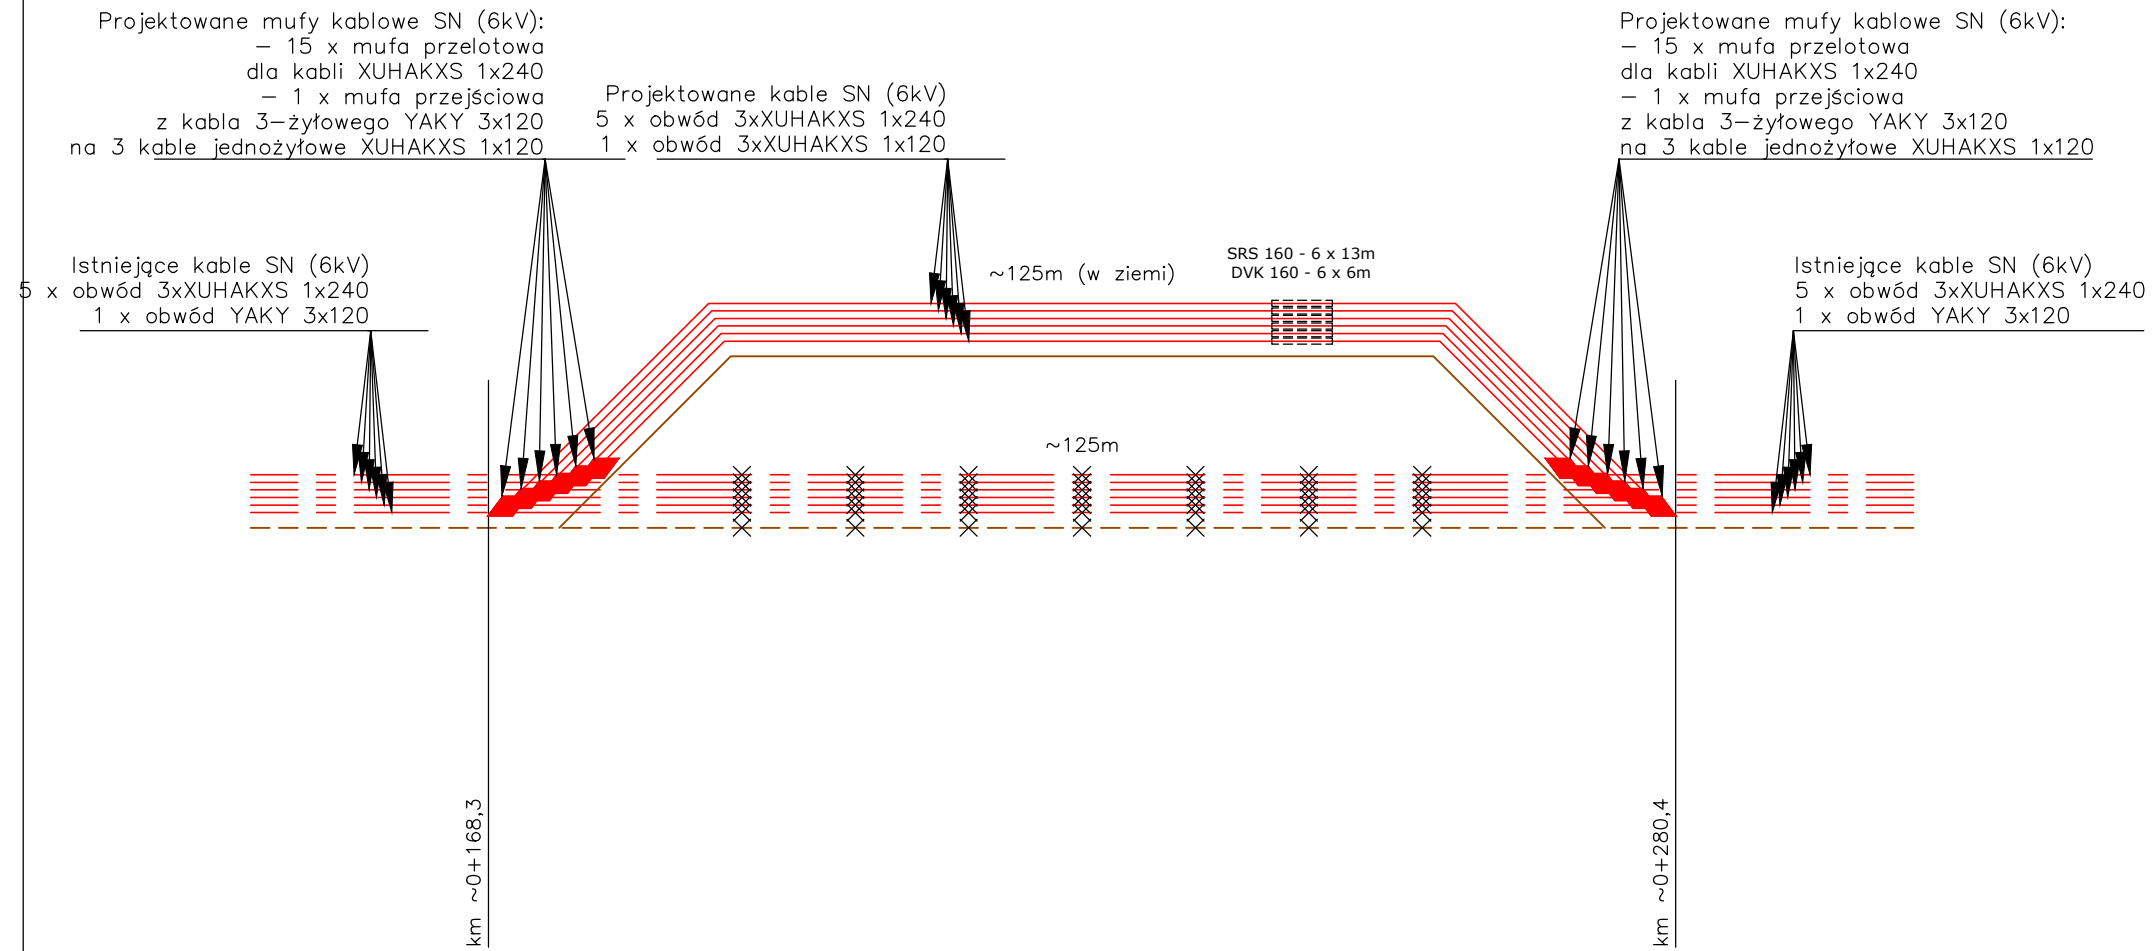 Projektowane mufy kablowe SN (6kV):
– 15 x mufa przelotowa
dla kabli XUHAKXS 1x240
– 1 x mufa przejściowa
z kabla 3–żyłowego YAKY 3x120
na 3 kable jednożyłowe XUHAKXS 1x120
Projektowane kable SN (6kV)
5 x obwód 3xXUHAKXS 1x240
1 x obwód 3xXUHAKXS 1x120
Projektowane mufy kablowe SN (6kV):
– 15 x mufa przelotowa
dla kabli XUHAKXS 1x240
– 1 x mufa przejściowa
z kabla 3–żyłowego YAKY 3x120
na 3 kable jednożyłowe XUHAKXS 1x120
Istniejące kable SN (6kV)
5 x obwód 3xXUHAKXS 1x240
1 x obwód YAKY 3x120
~125m (w ziemi)
SRS 160 - 6 x 13m
DVK 160 - 6 x 6m
Istniejące kable SN (6kV)
5 x obwód 3xXUHAKXS 1x240
1 x obwód YAKY 3x120
~125m
km ~0+168,3
km ~0+280,4